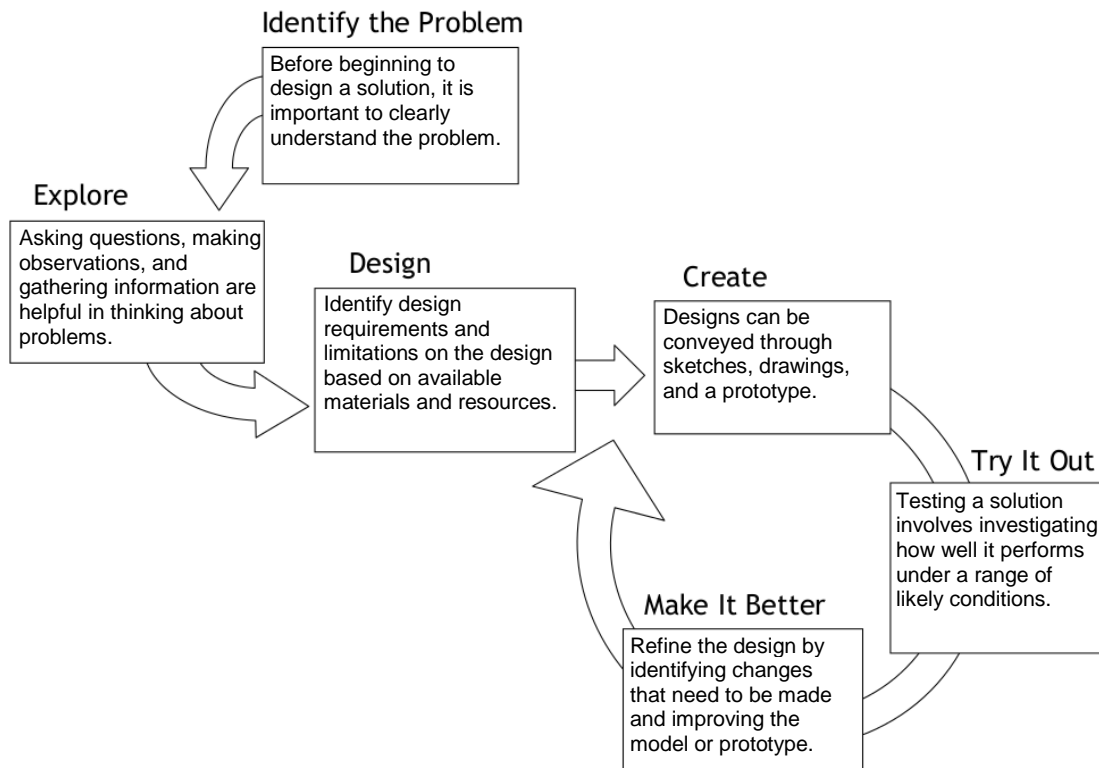 Identify the Problem
Before beginning to
design a solution, it is
important to clearly
understand the problem.
Explore
Asking questions, making
observations, and
gathering information are
helpful in thinking about
problems.
Design
Identify design
requirements and
limitations on the design
based on available
materials and resources.
Create
Designs can be
conveyed through
sketches, drawings,
and a prototype.
Try It Out
Testing a solution
involves investigating
how well it performs
under a range of
likely conditions.
Make It Better
Refine the design by
identifying changes
that need to be made
and improving the
model or prototype.